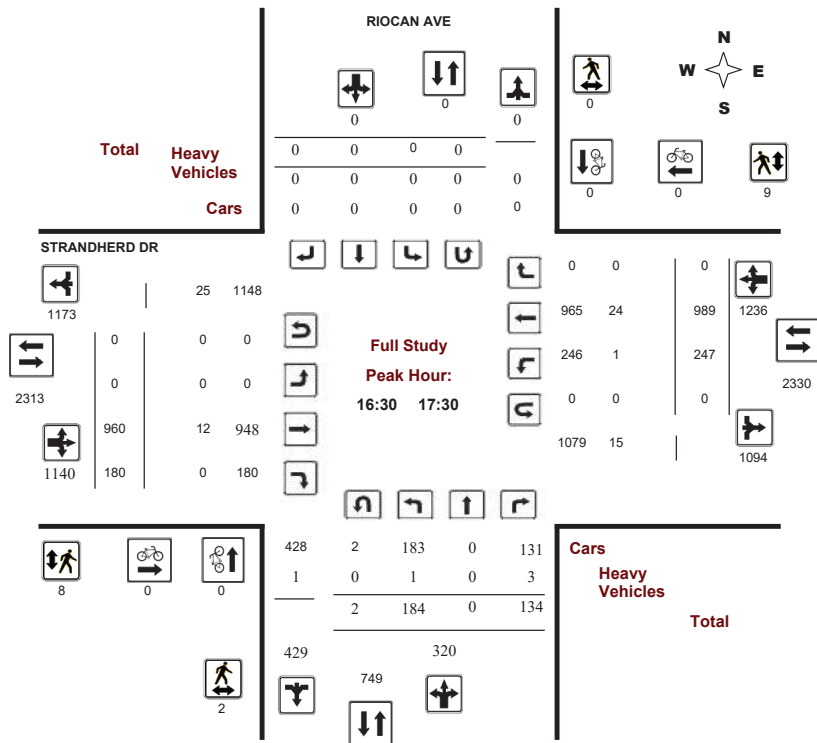 RIOCAN AVE
N
W E
S
0
0
0 0
Total Heavy Vehicles
0 0 0 0
0 0 0 0 0
0 0 9
Cars 0 0 0 0 0
STRANDHERD DR
0 0 0
1173 25 1148
965 24 989 1236
0 0 0
Full Study
246 1 247
Peak Hour:
2313 2330
0 0 0
16:30 17:30
0 0 0
960 12 948
1079 15
1140 180 0 180
1094
428 2 183 0 131 Cars
1 0 1 0 3 Heavy Vehicles
8 0 0
2 184 0 134 Total
429 320
749
2